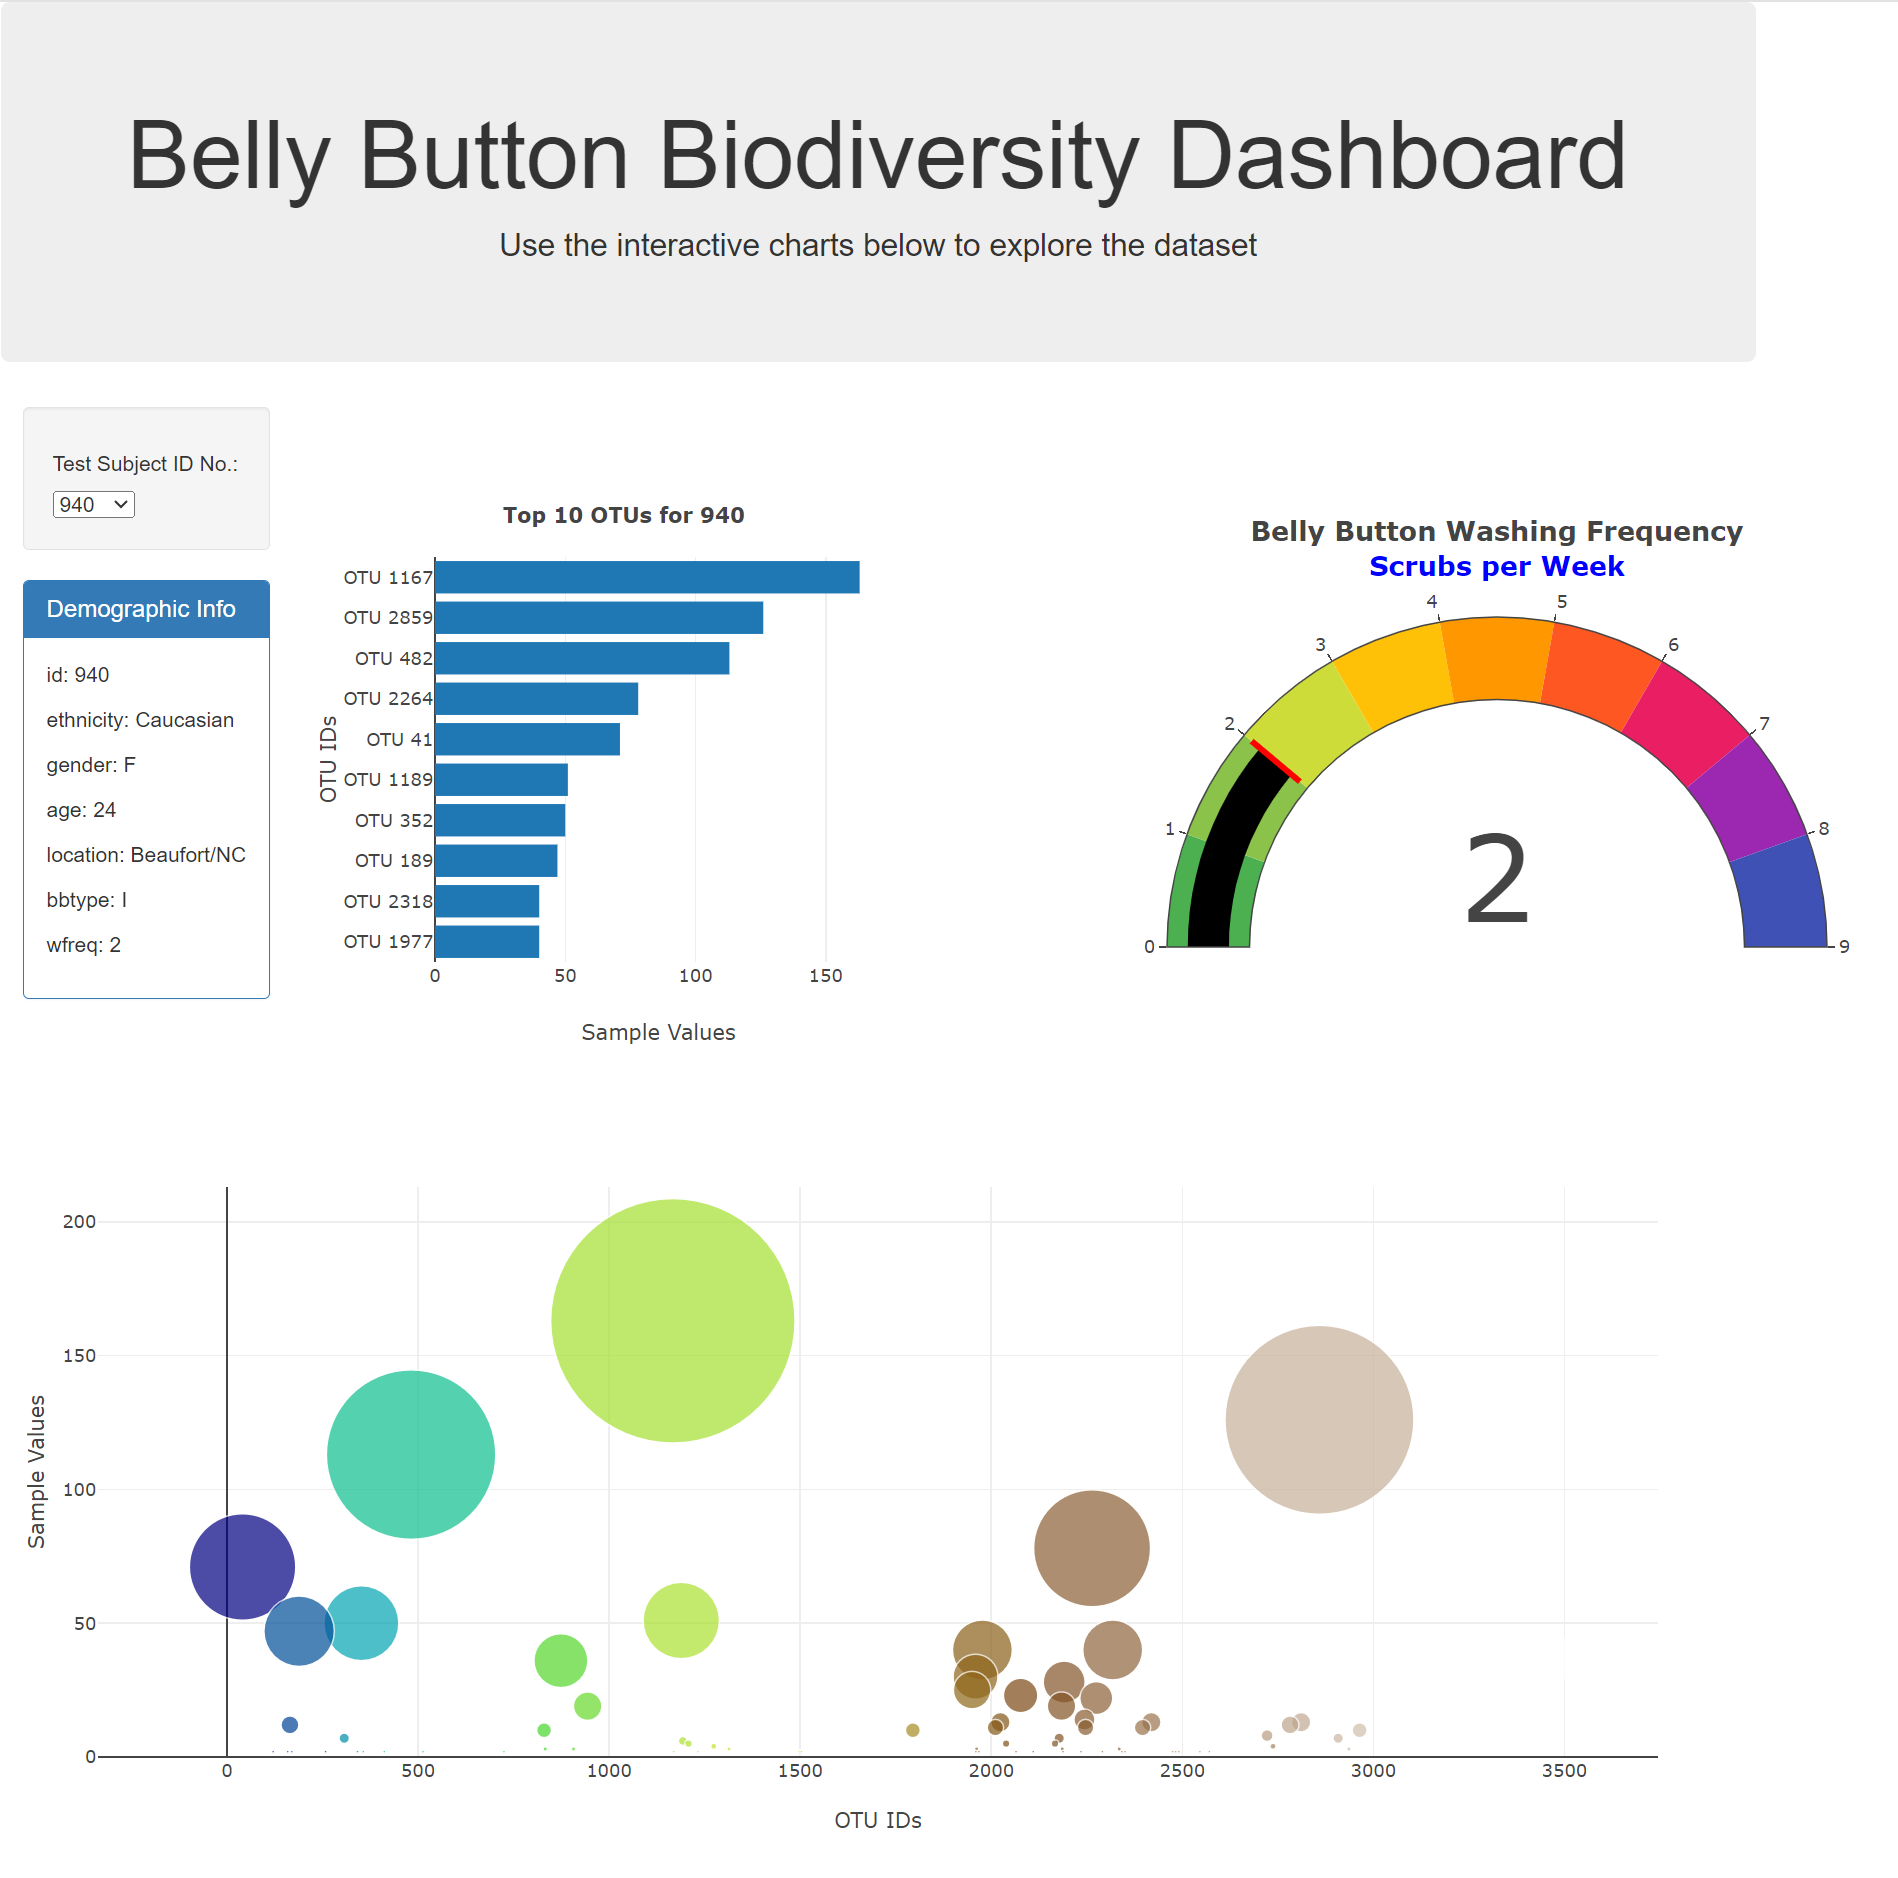 Belly Button Biodiversity Dashboard
Use the interactive charts below to explore the dataset
Test Subject ID No.:
940
Demographic Info
id: 940
ethnicity: Caucasian
gender: F
age: 24
location: Beaufort/NC
bbtype: I
wfreq: 2
Top 10 OTUs for 940
OTU IDs
OTU 1167
OTU 2859
OTU 482
OTU 2264
OTU 41
OTU 1189
OTU 352
OTU 189
OTU 2318
OTU 1977
0 50 100 150
Sample Values
Belly Button Washing Frequency
Scrubs per Week
0
1
2
3
4
5
6
7
8
9
2
Sample Values
200
150
100
50
0
0 500 1000 1500 2000 2500 3000 3500
OTU IDs